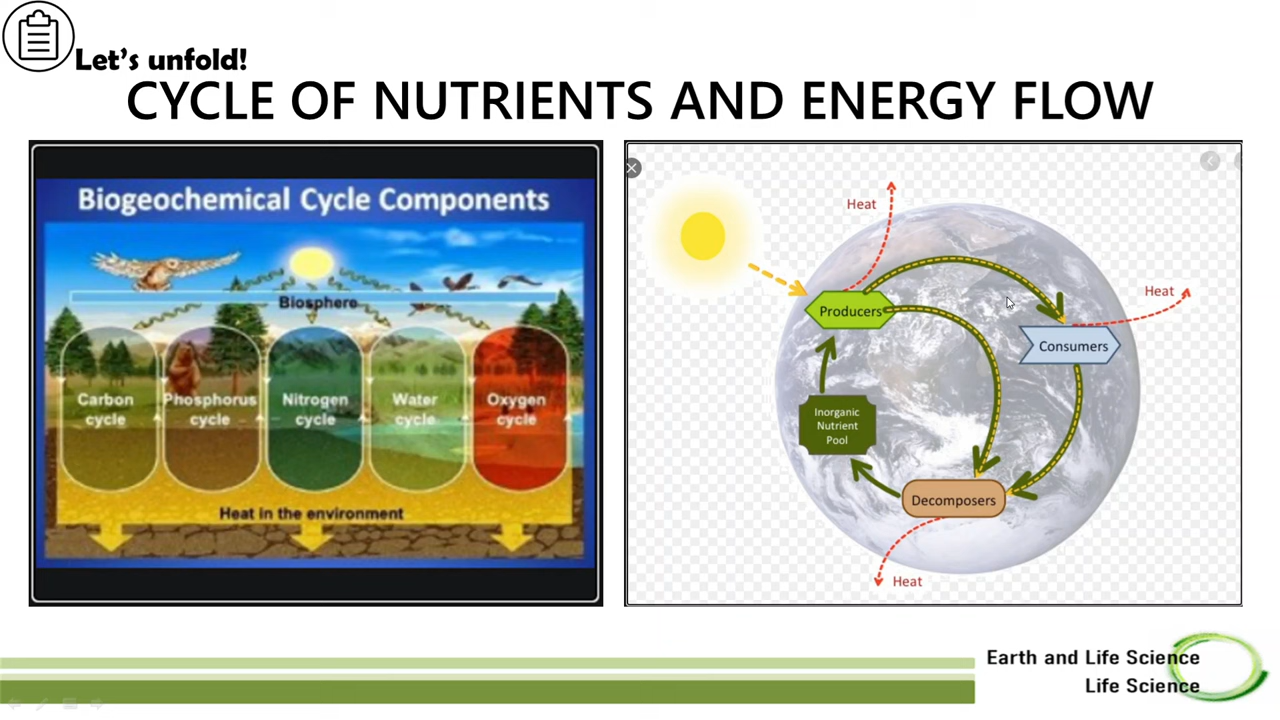 Let's unfold!
CYCLE OF NUTRIENTS AND ENERGY FLOW
Biogeochemical Cycle Components
Biosphere
Carbon
cycle
Phosphorus
cycle
Nitrogen
cycle
Water
cycle
Oxygen
cycle
Heat in the environment
Heat
Producers
Heat
Consumers
Inorganic
Nutrient
Pool
Decomposers
Heat
Earth and Life Science
Life Science